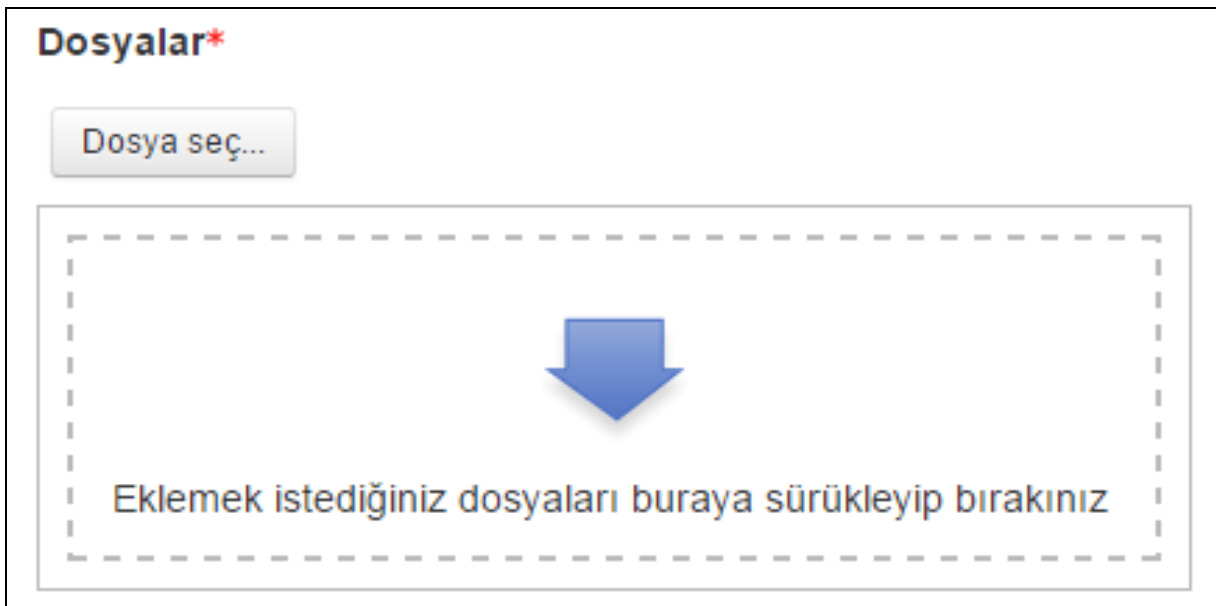 Dosyalar*
Dosya seç...
Eklemek istediğiniz dosyaları buraya sürükleyip bırakınız